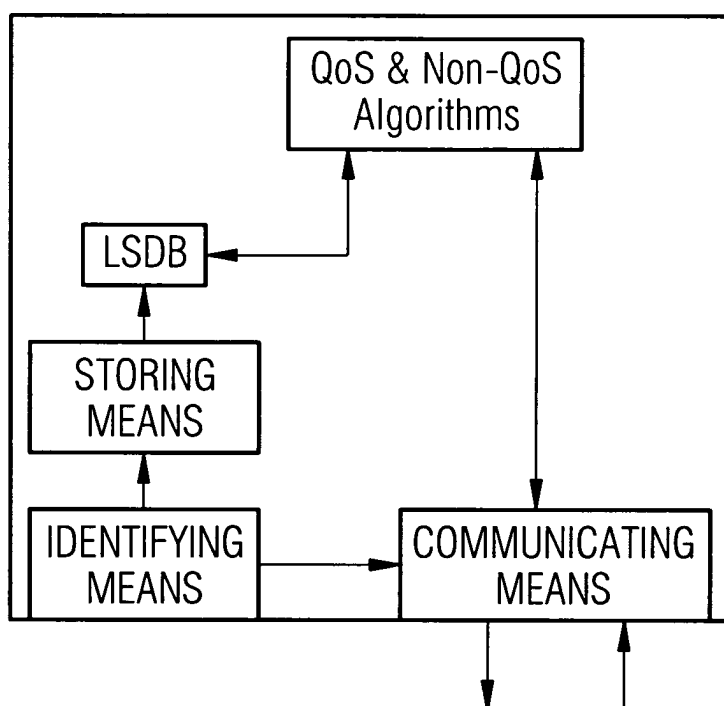 QoS & Non-QoS
Algorithms
LSDB
STORING
MEANS
IDENTIFYING
MEANS
COMMUNICATING
MEANS